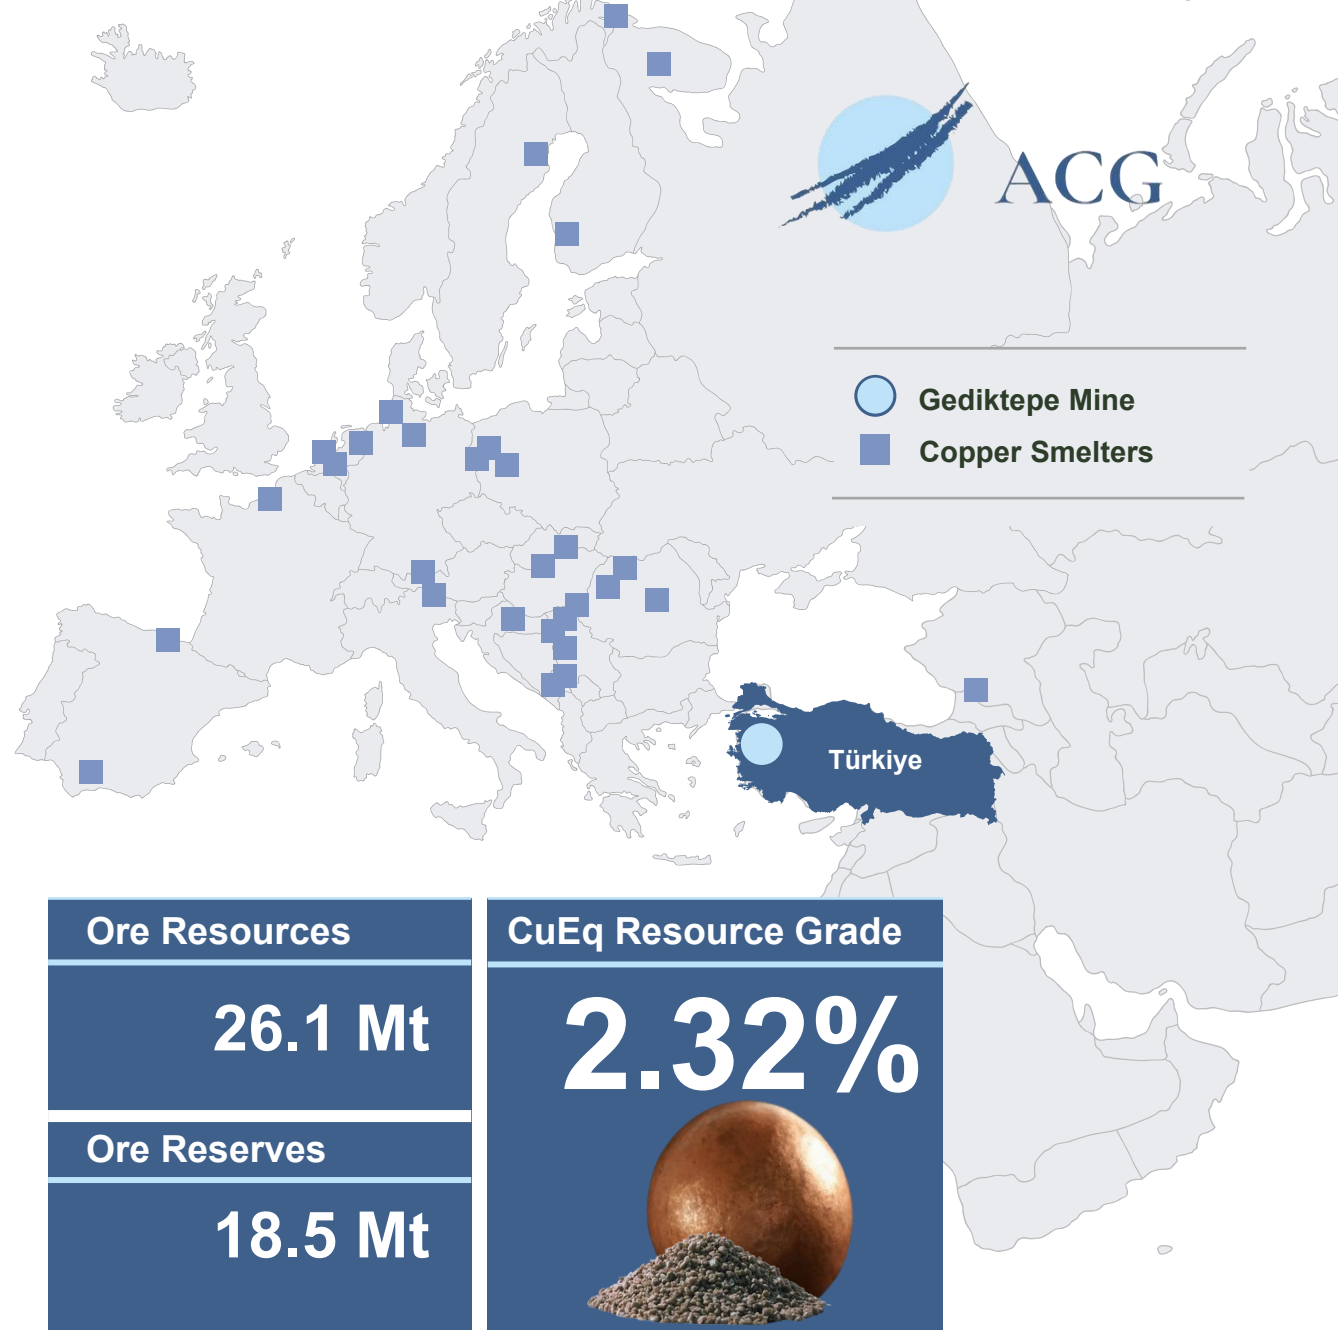 ACG
Gediktepe Mine
Copper Smelters
Türkiye
Ore Resources
26.1 Mt
Ore Reserves
18.5 Mt
CuEq Resource Grade
2.32%